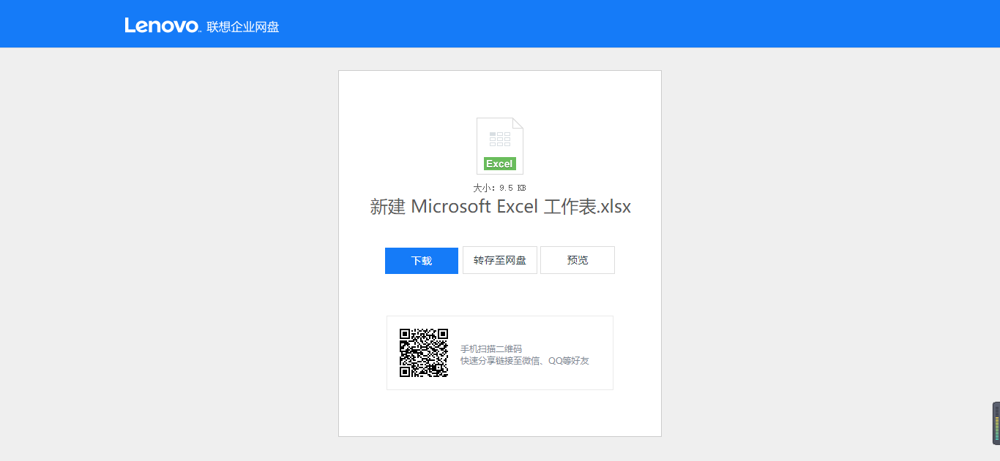 Lenovo™ 联想企业网盘
Excel
大小: 9.5 KB
新建 Microsoft Excel 工作表.xlsx
下载 转存至网盘 预览
手机扫描二维码
快速分享链接至微信、QQ等好友